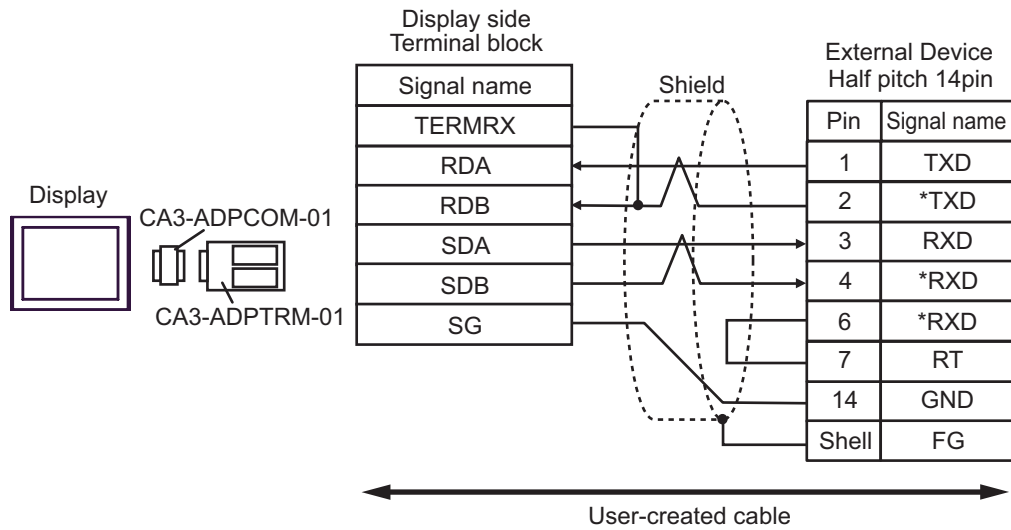 Display side
Terminal block
External Device
Half pitch 14pin
Signal name
Shield
Pin Signal name
TERMRX
RDA
1 TXD
RDB
2 *TXD
Display
CA3-ADPCOM-01
SDA
3 RXD
SDB
4 *RXD
CA3-ADPTRM-01
SG
6 *RXD
7 RT
14 GND
Shell FG
User-created cable